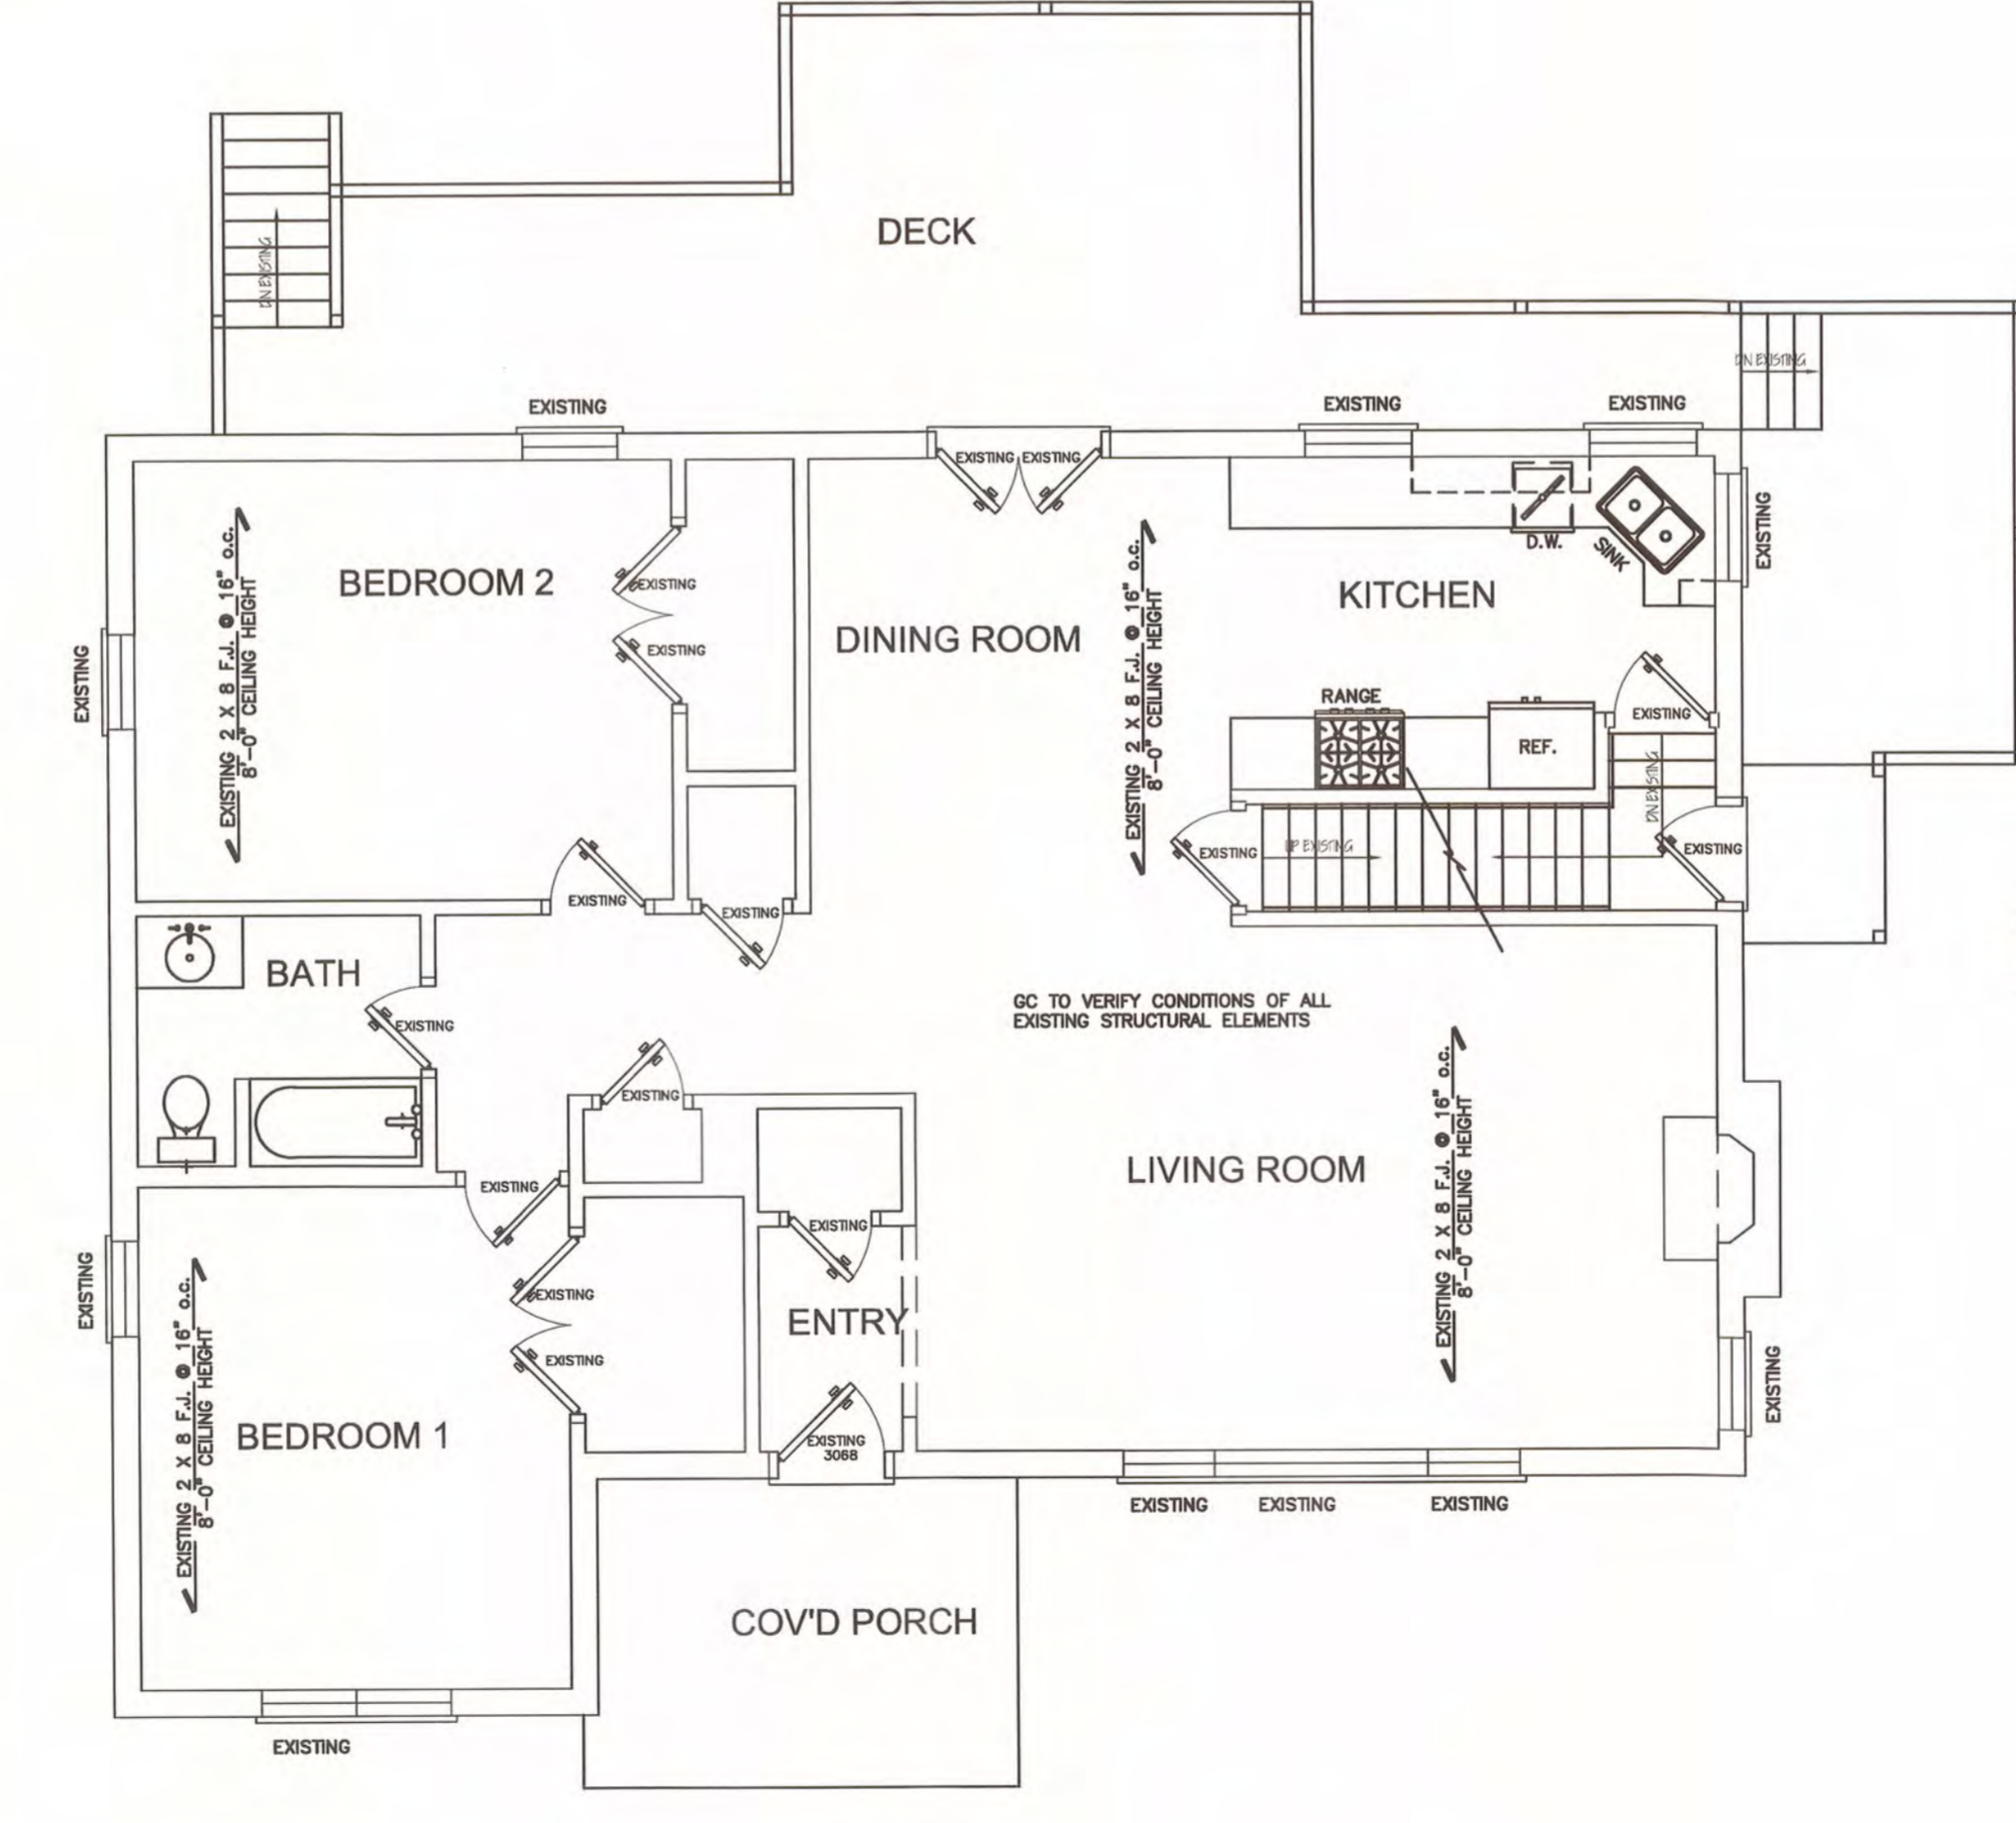 DECK
DN EXISTING
DN EXISTING
EXISTING
EXISTING
EXISTING
EXISTING EXISTING
EXISTING
D.W.
SINK
EXISTING 2 X 8 F.J. @ 16" o.c.
8'-0" CEILING HEIGHT
BEDROOM 2
EXISTING
EXISTING
EXISTING
DINING ROOM
EXISTING 2 X 8 F.J. @ 16" o.c.
8'-0" CEILING HEIGHT
KITCHEN
RANGE
REF.
EXISTING
DN EXISTING
EXISTING
UP EXISTING
EXISTING
EXISTING
EXISTING
BATH
EXISTING
GC TO VERIFY CONDITIONS OF ALL
EXISTING STRUCTURAL ELEMENTS
EXISTING
EXISTING
LIVING ROOM
EXISTING 2 X 8 F.J. @ 16" o.c.
8'-0" CEILING HEIGHT
EXISTING
EXISTING
EXISTING
EXISTING
ENTRY
EXISTING
EXISTING 2 X 8 F.J. @ 16" o.c.
8'-0" CEILING HEIGHT
BEDROOM 1
EXISTING
3068
EXISTING
EXISTING
EXISTING
COV'D PORCH
EXISTING